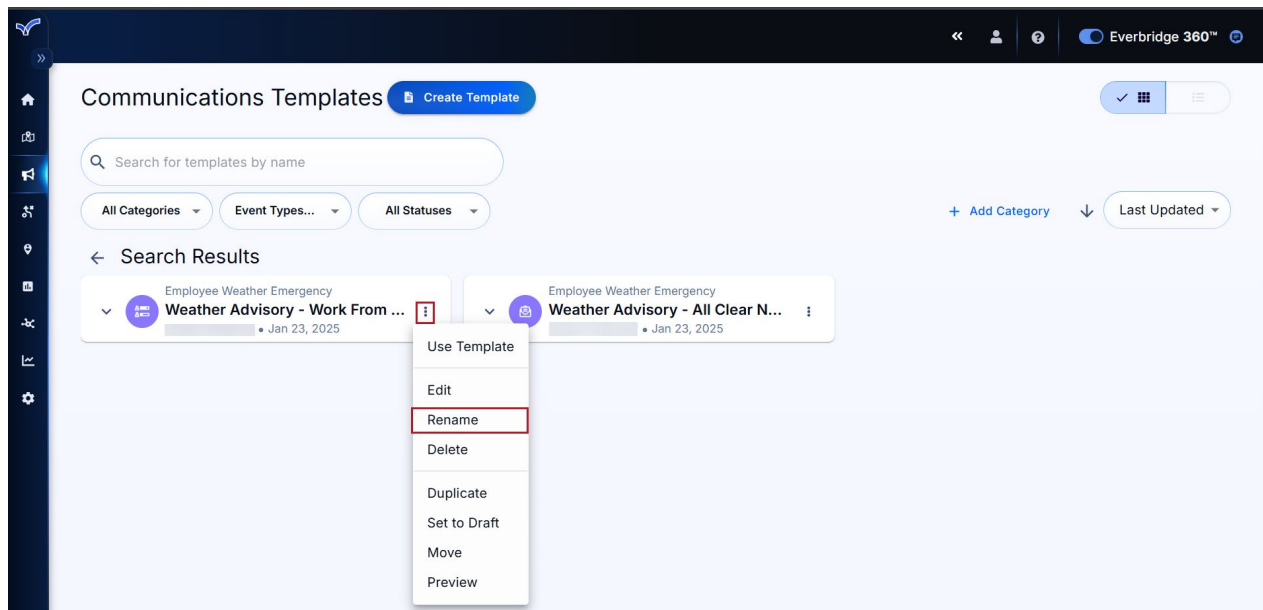 Everbridge 360™
Communications Templates
Create Template
Search for templates by name
All Categories
Event Types...
All Statuses
+ Add Category
Last Updated
Search Results
Employee Weather Emergency
Weather Advisory - Work From ...
• Jan 23, 2025
Employee Weather Emergency
Weather Advisory - All Clear N...
• Jan 23, 2025
Use Template
Edit
Rename
Delete
Duplicate
Set to Draft
Move
Preview